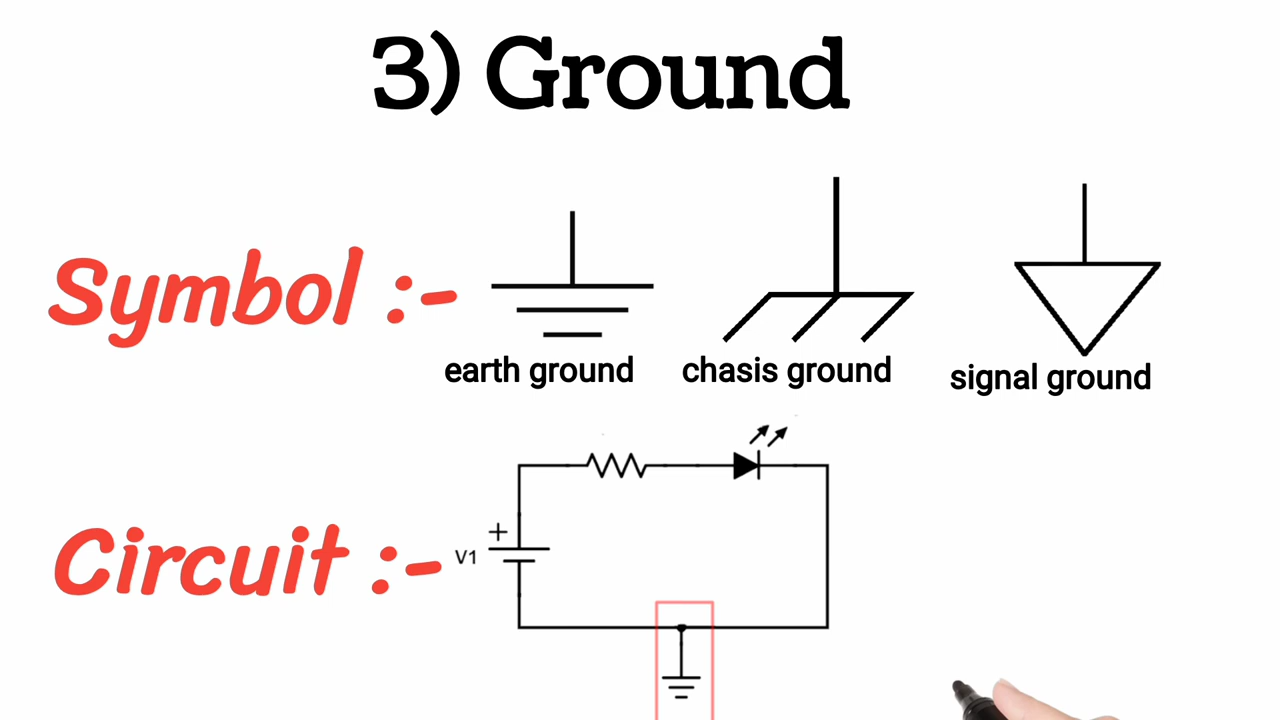 3) Ground
Symbol :-
earth ground
chasis ground
signal ground
Circuit :-
+
V1